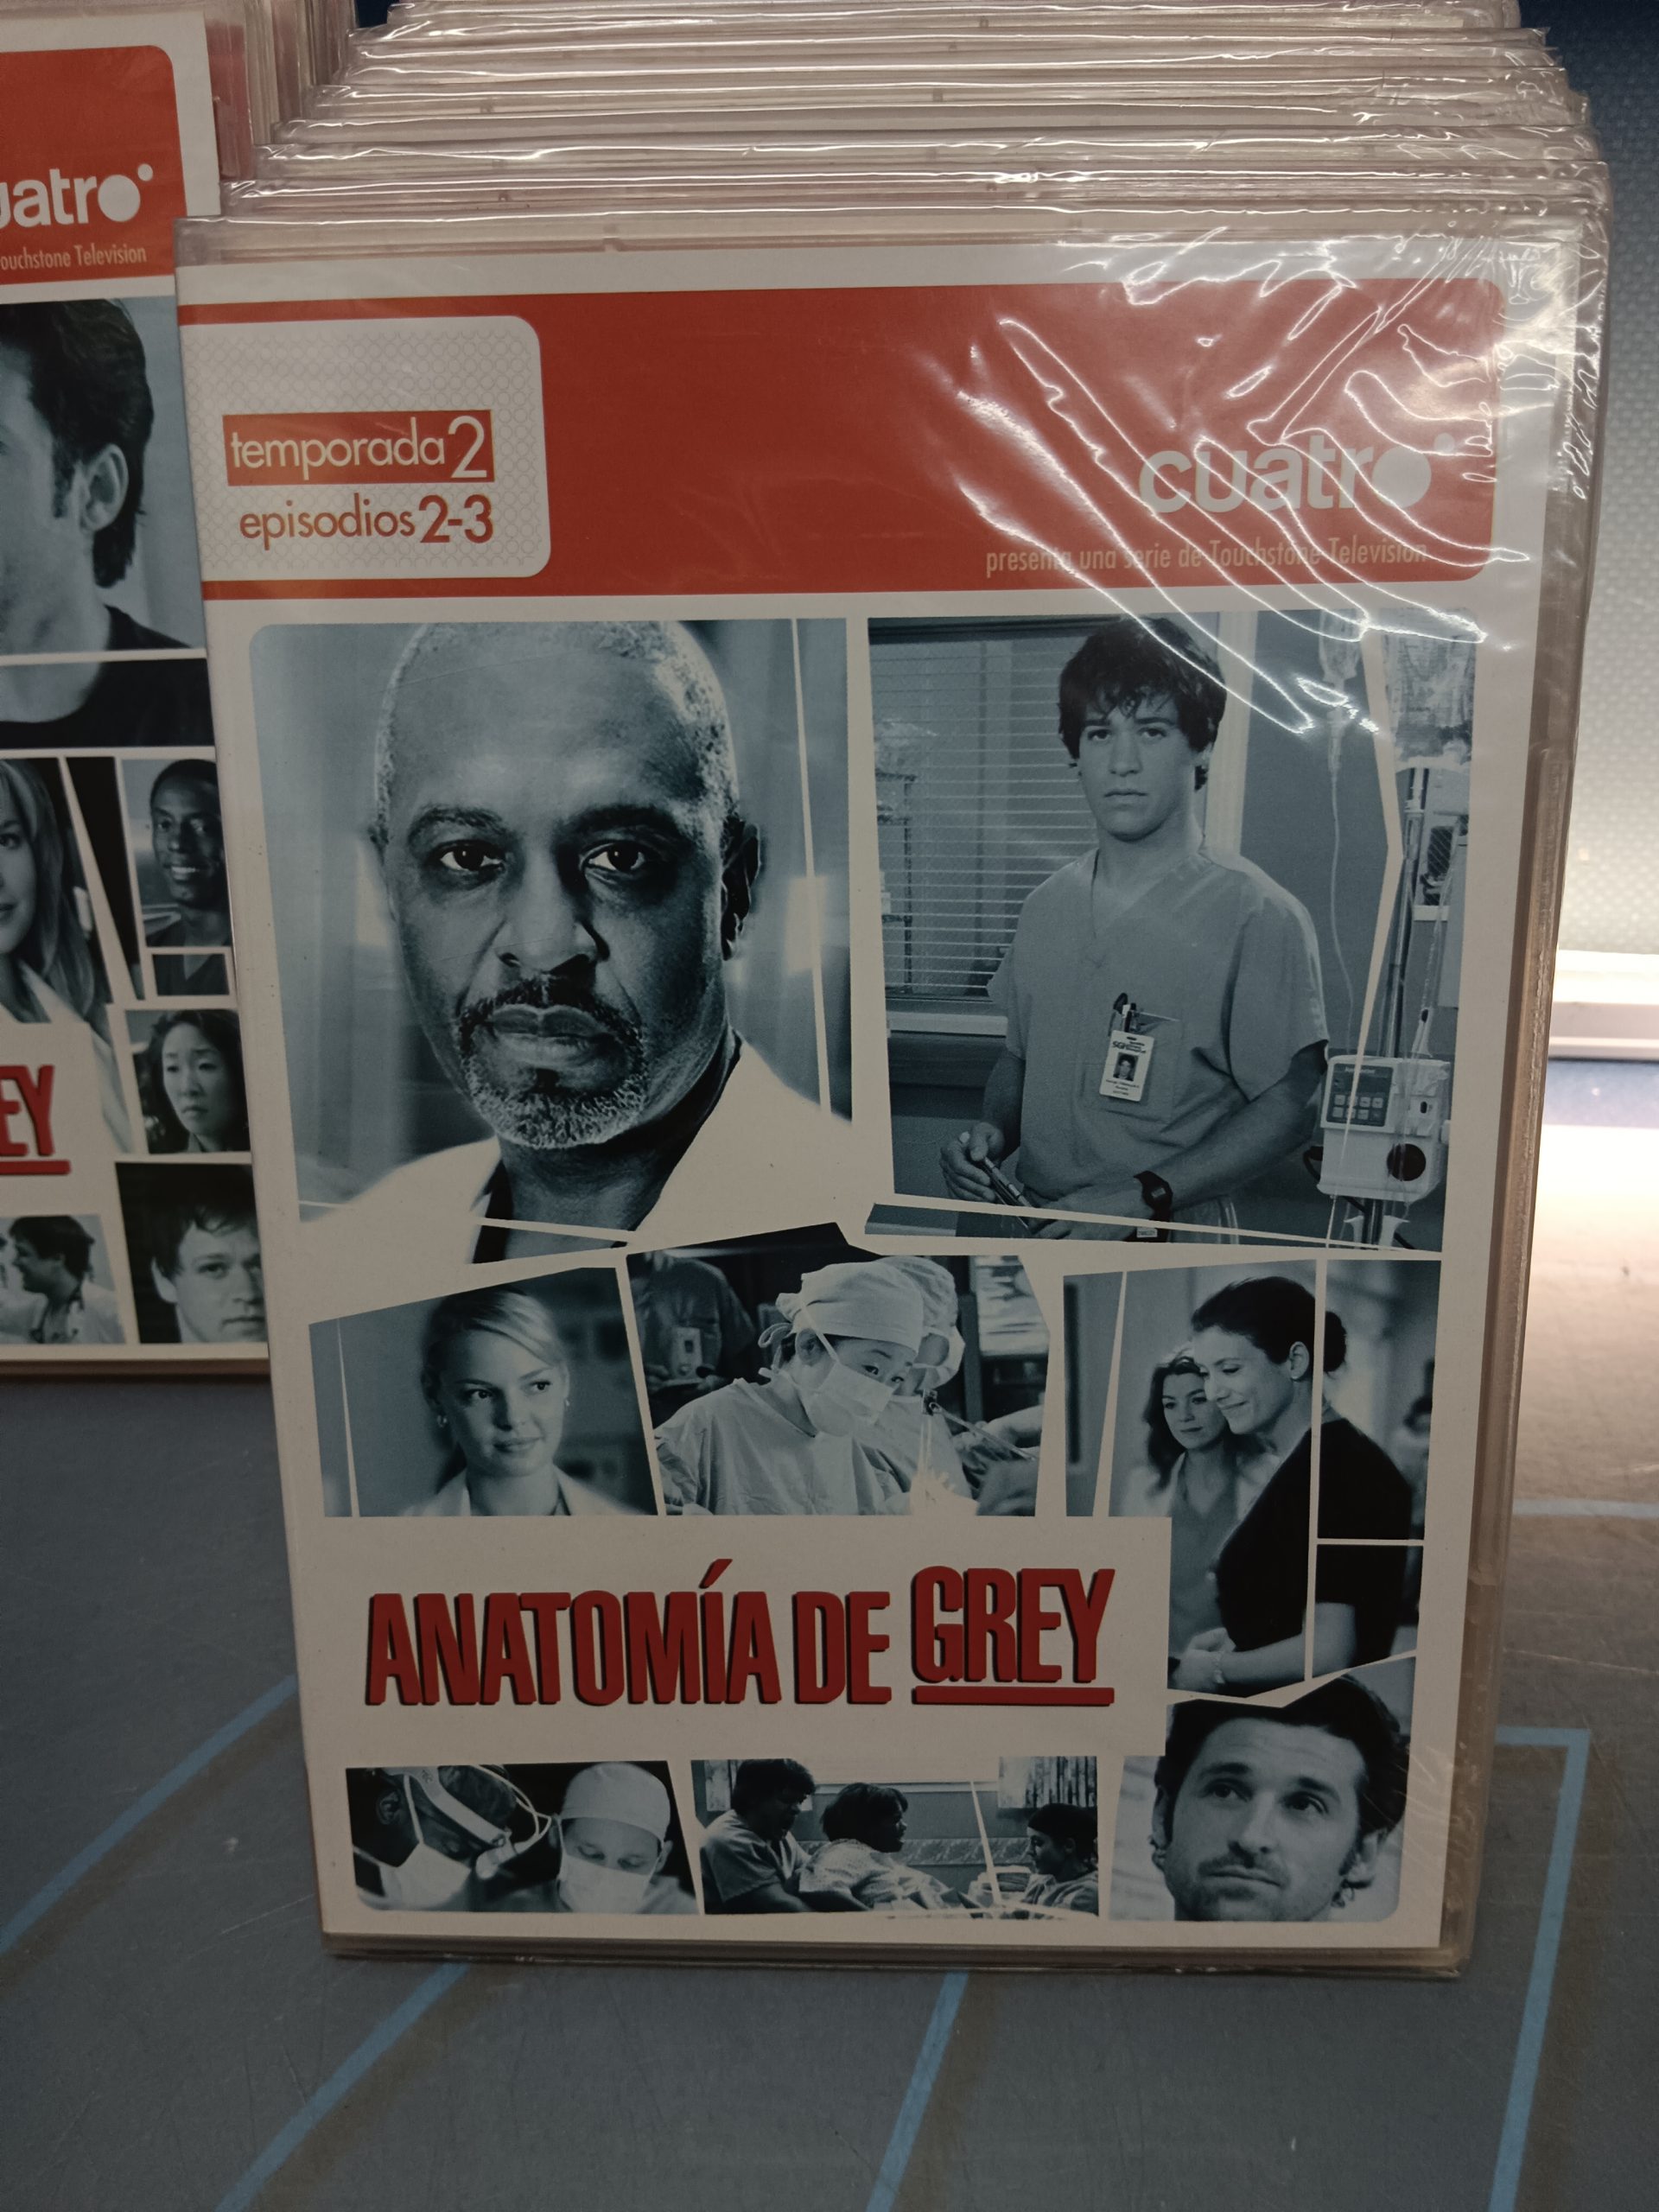 uatro
ouchstone Television
EY
temporada 2
episodios 2-3
cuatro
presenta una serie de Touchstone Television
ANATOMÍA DE GREY